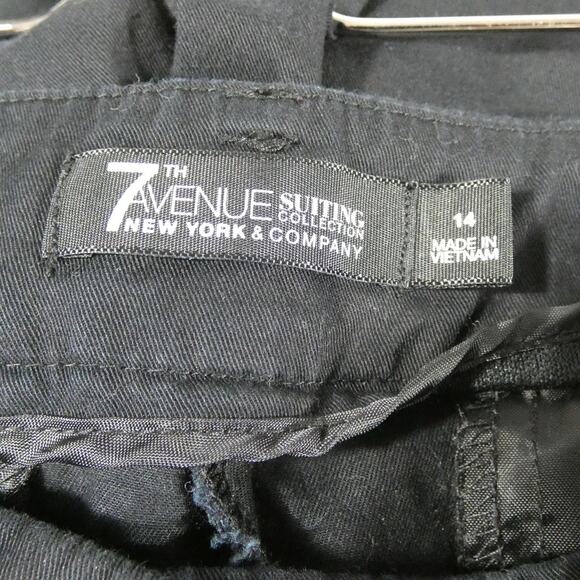 7TH AVENUE SUITING COLLECTION
NEW YORK & COMPANY
14
MADE IN
VIETNAM